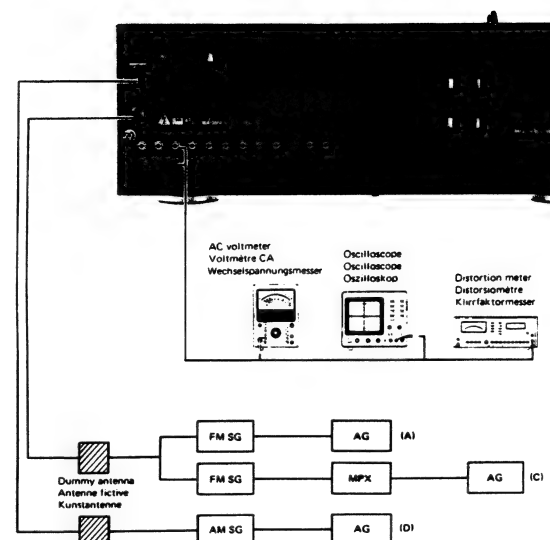 AC voltmeter
Voltmètre CA
Wechselspannungsmesser
Oscilloscope
Oscilloscope
Oszilloskop
Distortion meter
Distorsiomètre
Klirrfaktormesser
FM SG
AG
(A)
Dummy antenna
Antenne fictive
Kunstantenne
FM SG
MPX
AG
(C)
AM SG
AG
(D)